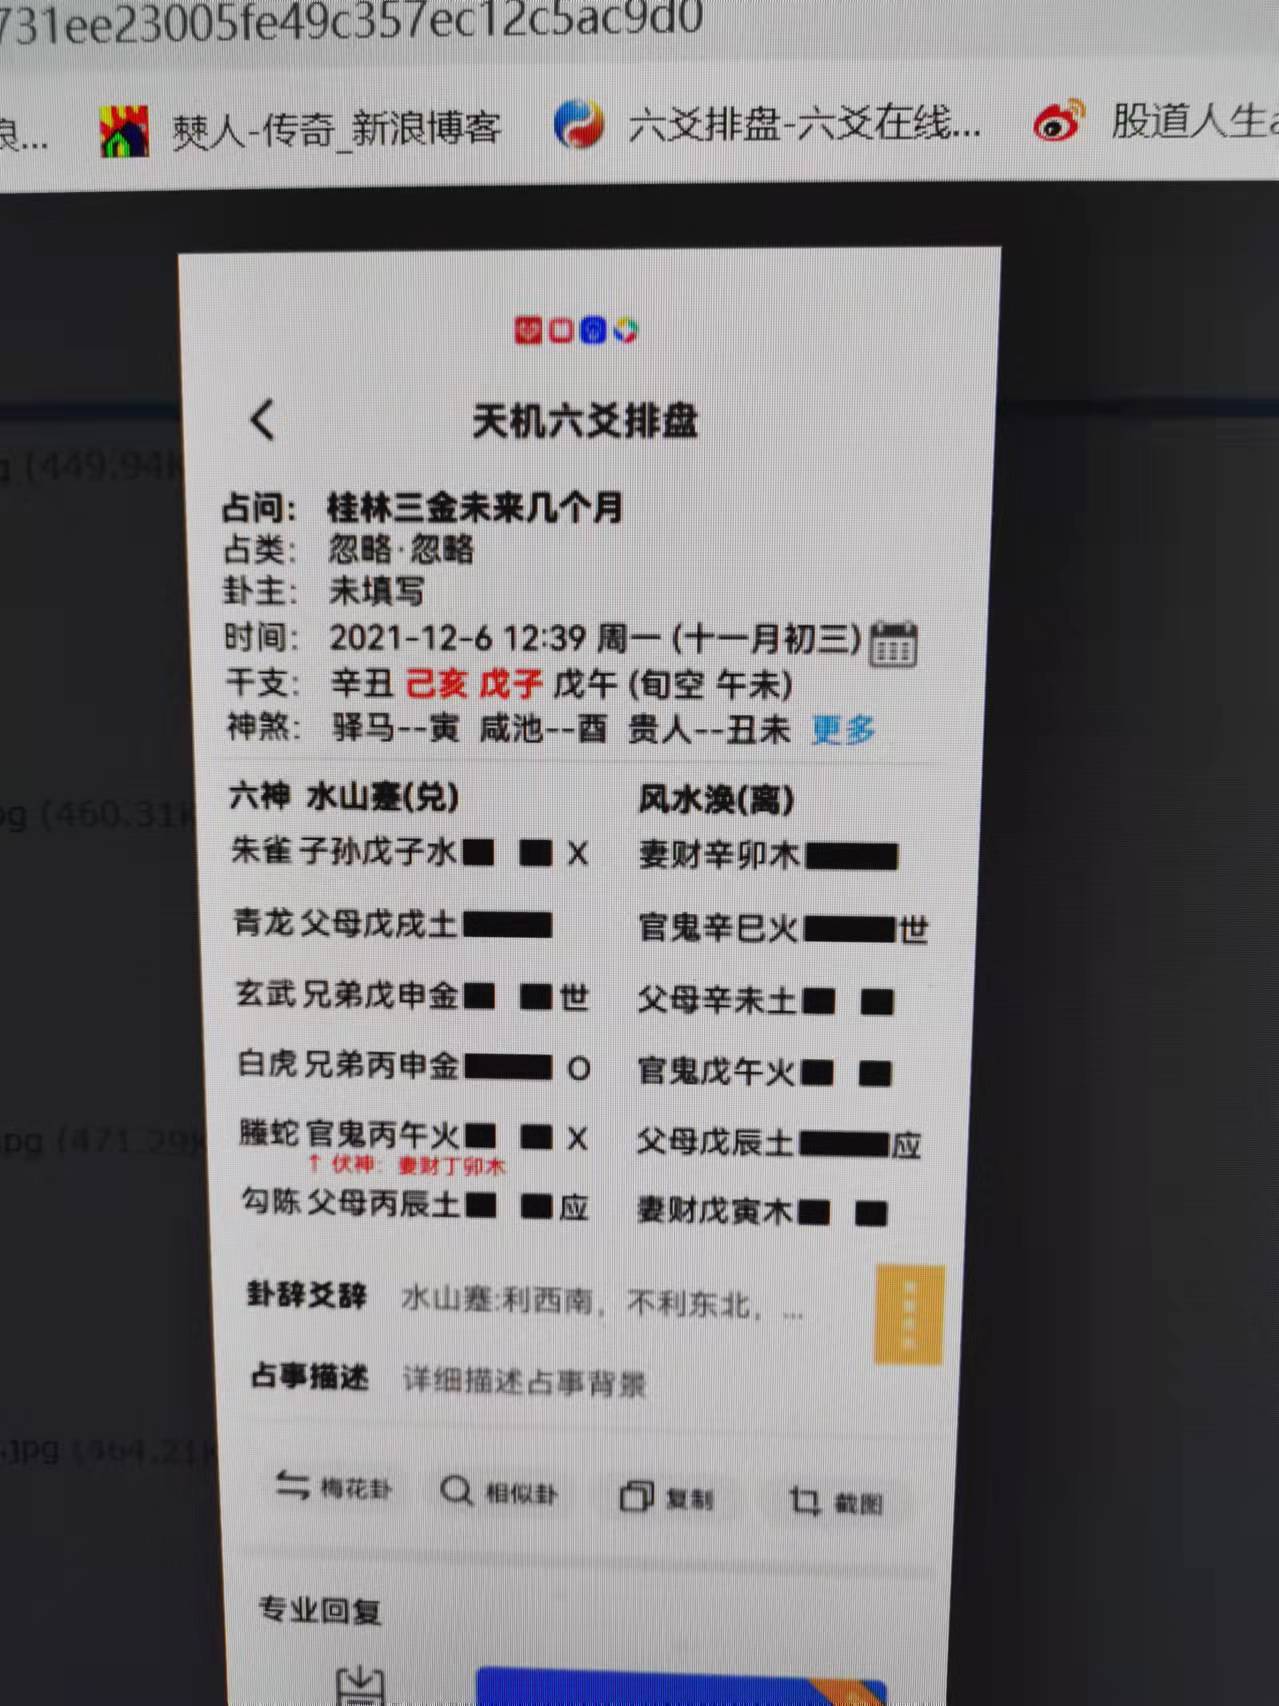 731ee23005fe49c357ec12c5ac9d0
浪... 僰人-传奇_新浪博客 六爻排盘-六爻在线... 股道人生a
天机六爻排盘
(449.94K
占问： 桂林三金未来几个月
占类： 忽略·忽略
卦主： 未填写
时间： 2021-12-6 12:39 周一 (十一月初三)
干支： 辛丑 己亥 戊子 戊午 (旬空 午未)
神煞： 驿马--寅 咸池--酉 贵人--丑未 更多
六神 水山蹇(兑) 风水涣(离)
pg (460.31K
朱雀 子孙戊子水 X 妻财辛卯木
青龙 父母戊戌土 官鬼辛巳火 世
玄武 兄弟戊申金 世 父母辛未土
白虎 兄弟丙申金 O 官鬼戊午火
螣蛇 官鬼丙午火 X 父母戊辰土 应
pg (471.29K
↑ 伏神：妻财丁卯木
勾陈 父母丙辰土 应 妻财戊寅木
卦辞爻辞 水山蹇:利西南，不利东北，...
占事描述 详细描述占事背景
.jpg (464.21K
梅花卦 相似卦 复制 截图
专业回复